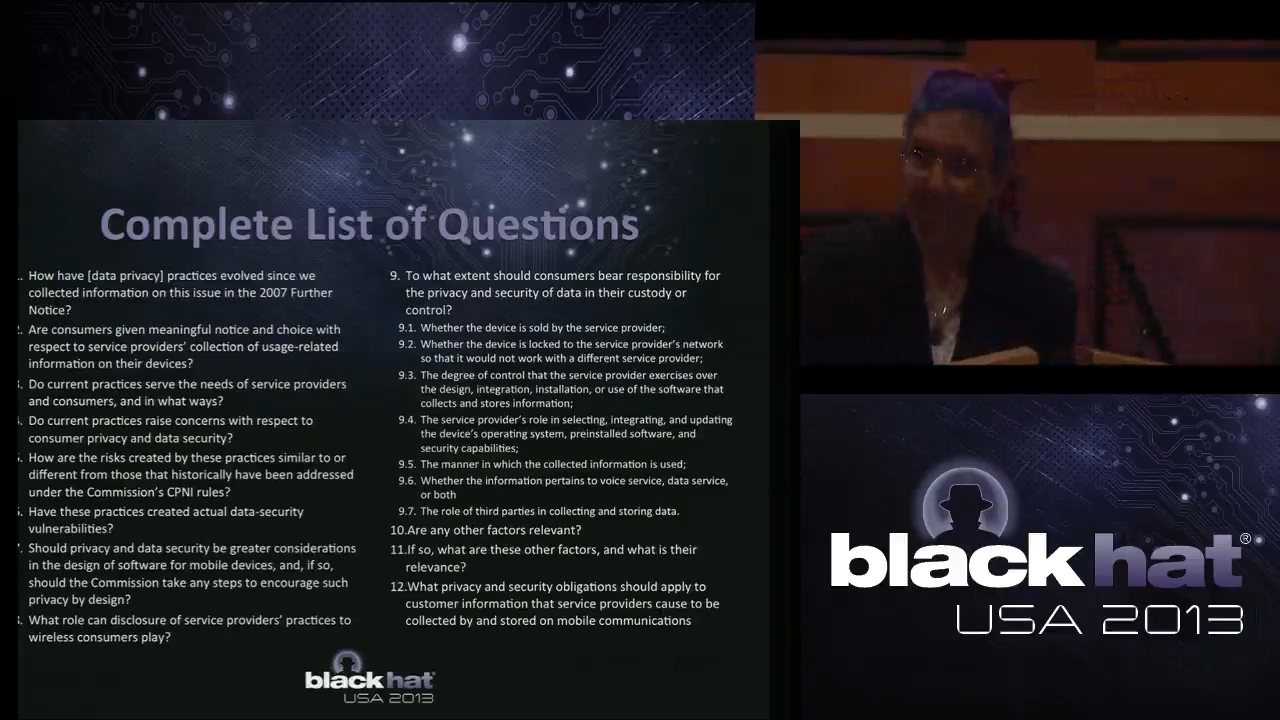 Complete List of Questions
. How have [data privacy] practices evolved since we
collected information on this issue in the 2007 Further
Notice?
. Are consumers given meaningful notice and choice with
respect to service providers' collection of usage-related
information on their devices?
. Do current practices serve the needs of service providers
and consumers, and in what ways?
. Do current practices raise concerns with respect to
consumer privacy and data security?
. How are the risks created by these practices similar to or
different from those that historically have been addressed
under the Commission's CPNI rules?
. Have these practices created actual data-security
vulnerabilities?
. Should privacy and data security be greater considerations
in the design of software for mobile devices, and, if so,
should the Commission take any steps to encourage such
privacy by design?
. What role can disclosure of service providers' practices to
wireless consumers play?
9. To what extent should consumers bear responsibility for
the privacy and security of data in their custody or
control?
9.1. Whether the device is sold by the service provider;
9.2. Whether the device is locked to the service provider's network
so that it would not work with a different service provider;
9.3. The degree of control that the service provider exercises over
the design, integration, installation, or use of the software that
collects and stores information;
9.4. The service provider's role in selecting, integrating, and updating
the device's operating system, preinstalled software, and
security capabilities;
9.5. The manner in which the collected information is used;
9.6. Whether the information pertains to voice service, data service,
or both
9.7. The role of third parties in collecting and storing data.
10.Are any other factors relevant?
11.If so, what are these other factors, and what is their
relevance?
12.What privacy and security obligations should apply to
customer information that service providers cause to be
collected by and stored on mobile communications
black hat
USA 2013
black hat®
USA 2013